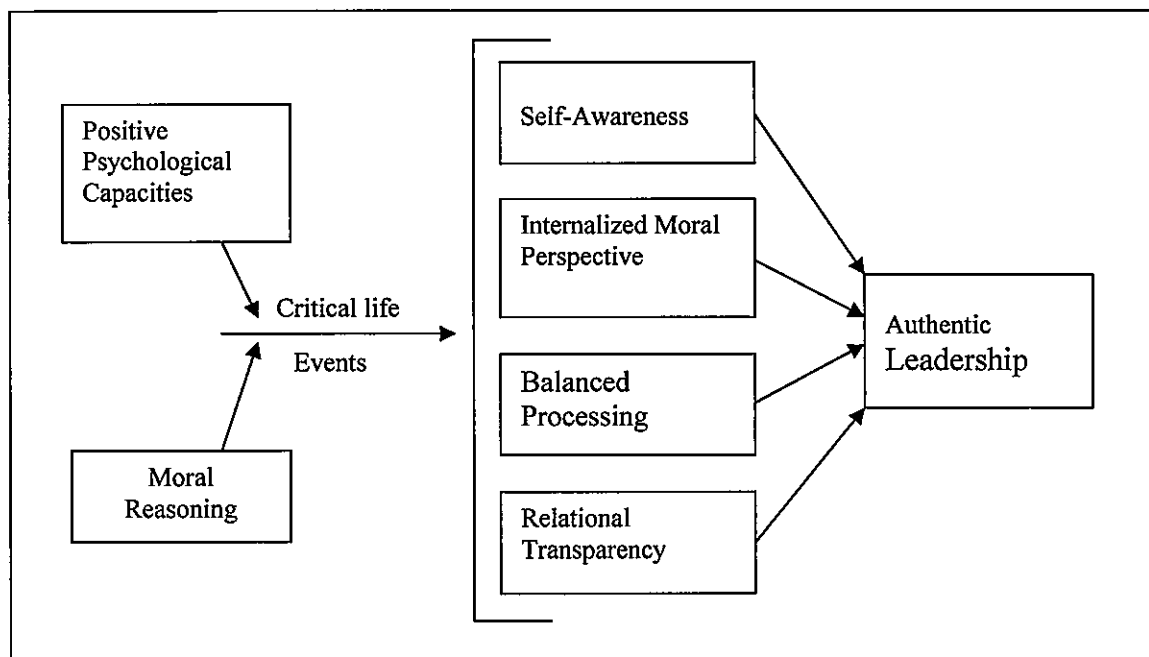 Positive
Psychological
Capacities
Moral
Reasoning
Critical life
Events
Self-Awareness
Internalized Moral
Perspective
Balanced
Processing
Relational
Transparency
Authentic
Leadership